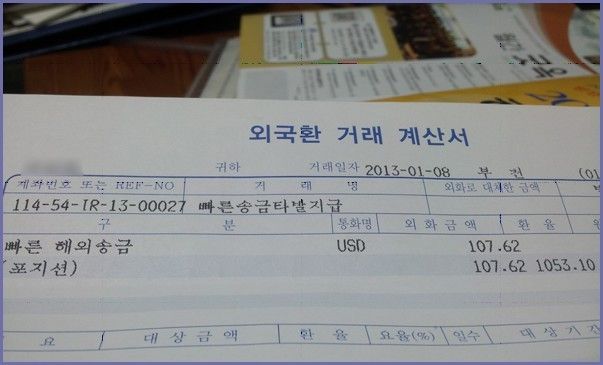 외국환 거래 계산서
귀하 거래일자 2013-01-08 부 전 (01
계좌번호 또는 REF-NO 거 래 명 외화로 대체한 금액
114-54-TR-13-00027 빠른송금타발지급
구 분 통화명 외 화 금 액 환 율
빠른 해외송금 USD 107.62
(포지션) 107.62 1053.10
요 대 상 금 액 환 율 요율(%) 일수 대 상 기 간